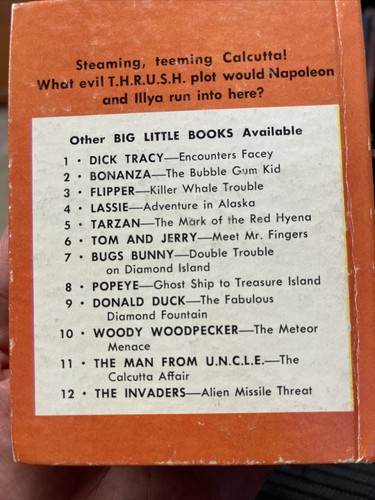 Steaming, teeming Calcutta!
What evil T.H.R.U.S.H. plot would Napoleon
and Illya run into here?
Other BIG LITTLE BOOKS Available
1 • DICK TRACY—Encounters Facey
2 • BONANZA—The Bubble Gum Kid
3 • FLIPPER—Killer Whale Trouble
4 • LASSIE—Adventure in Alaska
5 • TARZAN—The Mark of the Red Hyena
6 • TOM AND JERRY—Meet Mr. Fingers
7 • BUGS BUNNY—Double Trouble
on Diamond Island
8 • POPEYE—Ghost Ship to Treasure Island
9 • DONALD DUCK—The Fabulous
Diamond Fountain
10 • WOODY WOODPECKER—The Meteor
Menace
11 • THE MAN FROM U.N.C.L.E.—The
Calcutta Affair
12 • THE INVADERS—Alien Missile Threat